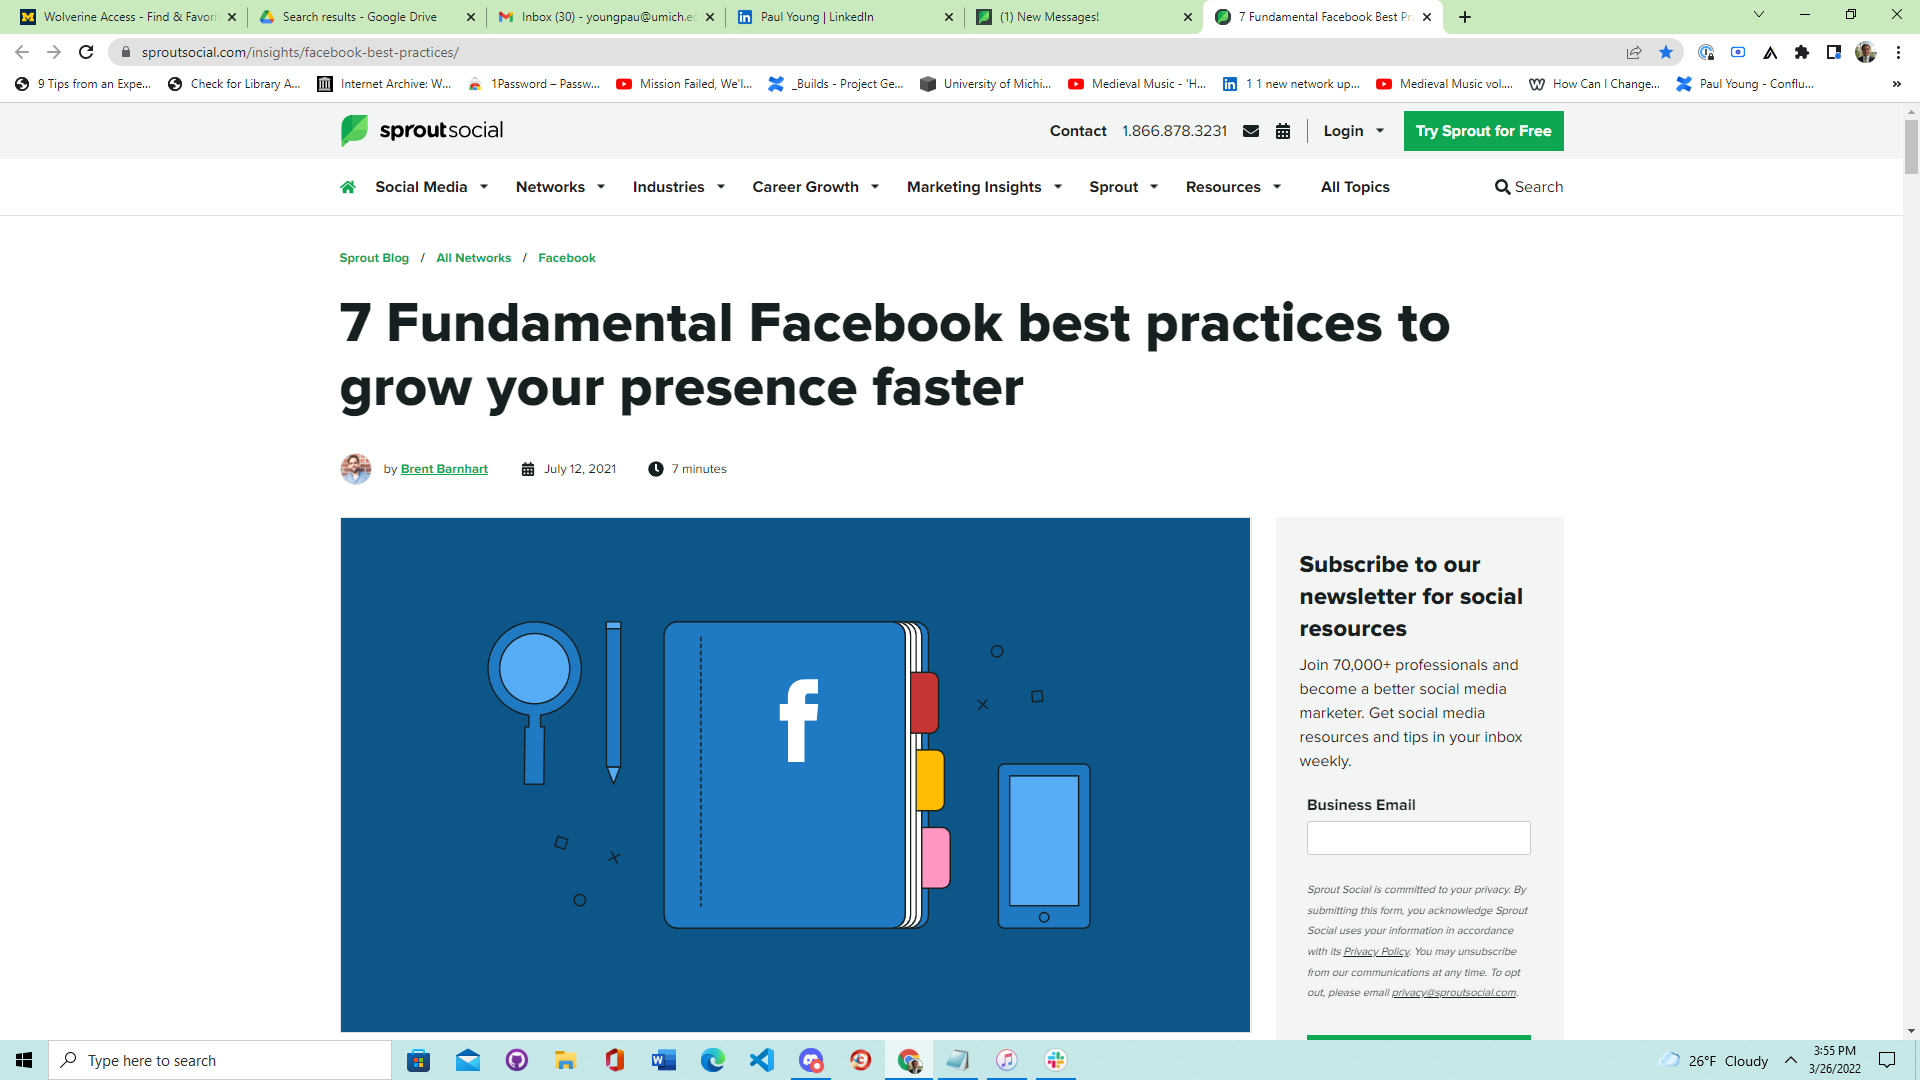 Wolverine Access - Find & Favori
Search results - Google Drive
Inbox (30) - youngpau@umich.ed
Paul Young | LinkedIn
(1) New Messages!
7 Fundamental Facebook Best Pr
sproutsocial.com/insights/facebook-best-practices/
9 Tips from an Expe...
Check for Library A...
Internet Archive: W...
1Password – Passw...
Mission Failed, We'l...
_Builds - Project Ge...
University of Michi...
Medieval Music - 'H...
1 1 new network up...
Medieval Music vol....
How Can I Change...
Paul Young - Conflu...
»
sproutsocial
Contact 1.866.878.3231
Login
Try Sprout for Free
Social Media
Networks
Industries
Career Growth
Marketing Insights
Sprout
Resources
All Topics
Search
Sprout Blog / All Networks / Facebook
7 Fundamental Facebook best practices to
grow your presence faster
by Brent Barnhart
July 12, 2021
7 minutes
f
Subscribe to our
newsletter for social
resources
Join 70,000+ professionals and
become a better social media
marketer. Get social media
resources and tips in your inbox
weekly.
Business Email
Sprout Social is committed to your privacy. By
submitting this form, you acknowledge Sprout
Social uses your information in accordance
with its Privacy Policy. You may unsubscribe
from our communications at any time. To opt
out, please email privacy@sproutsocial.com.
Type here to search
26°F Cloudy
3:55 PM
3/26/2022